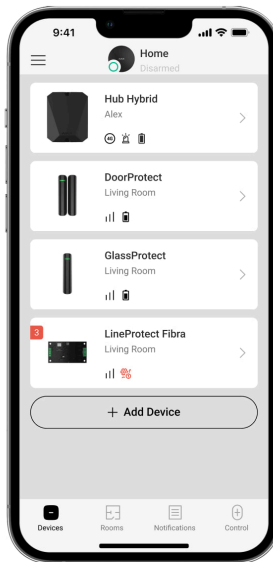 9:41
Home
Disarmed
Hub Hybrid
Alex
4G
DoorProtect
Living Room
GlassProtect
Living Room
3
LineProtect Fibra
Living Room
+ Add Device
Devices
Rooms
Notifications
Control